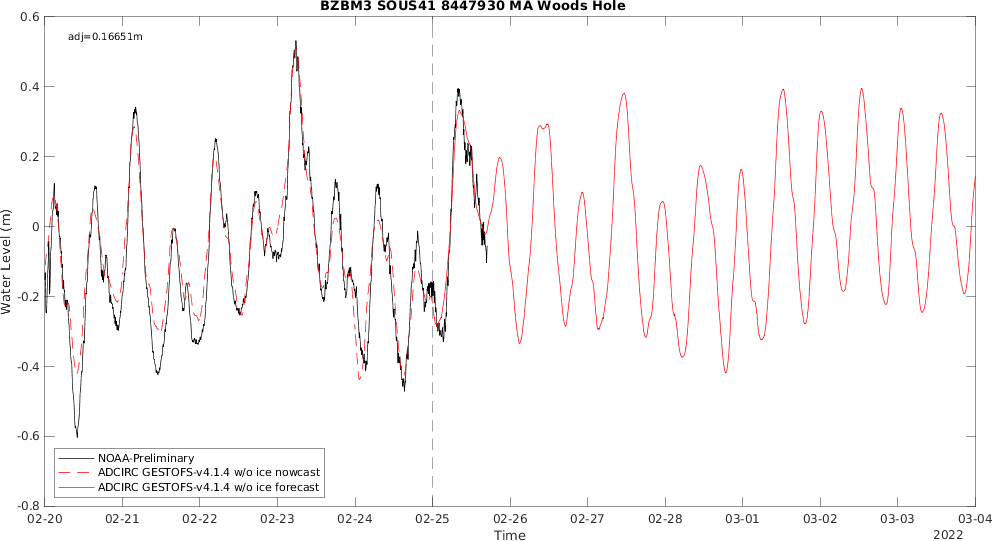 BZBM3 SOUS41 8447930 MA Woods Hole
adj=0.16651m
0.6
0.4
0.2
0
-0.2
-0.4
-0.6
-0.8
Water Level (m)
NOAA-Preliminary
ADCIRC GESTOFS-v4.1.4 w/o ice nowcast
ADCIRC GESTOFS-v4.1.4 w/o ice forecast
02-20 02-21 02-22 02-23 02-24 02-25 02-26 02-27 02-28 03-01 03-02 03-03 03-04
Time
2022